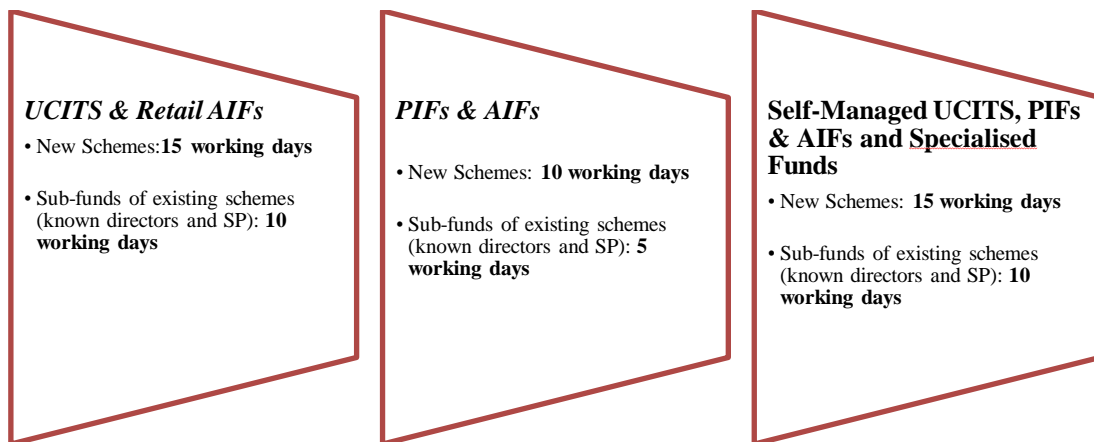 UCITS & Retail AIFs
• New Schemes:15 working days
• Sub-funds of existing schemes
(known directors and SP): 10
working days
PIFs & AIFs
• New Schemes: 10 working days
• Sub-funds of existing schemes
(known directors and SP): 5
working days
Self-Managed UCITS, PIFs
& AIFs and Specialised
Funds
• New Schemes: 15 working days
• Sub-funds of existing schemes
(known directors and SP): 10
working days